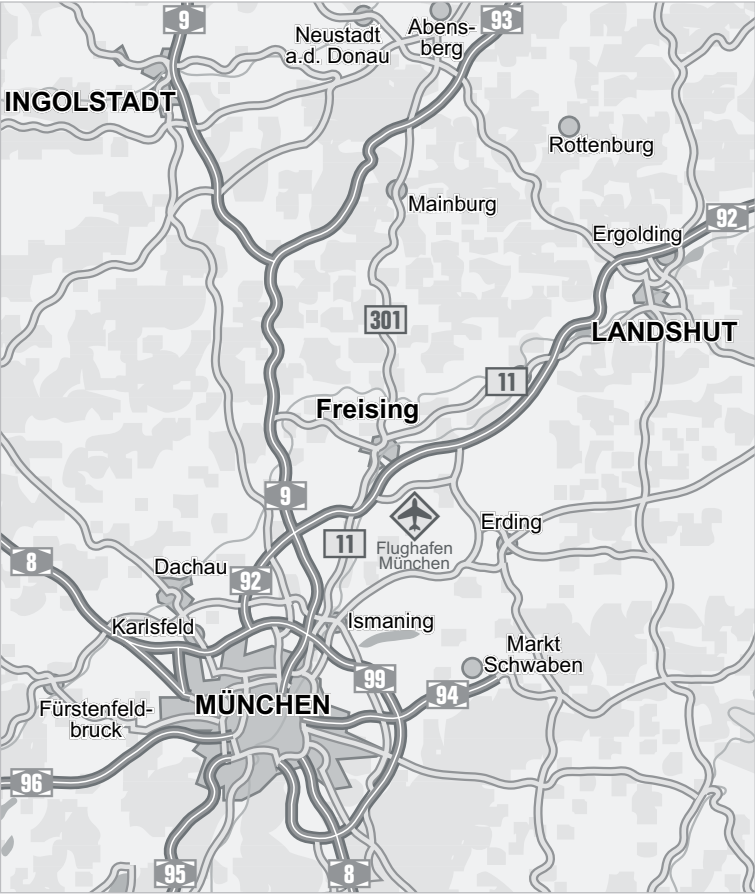 9
Neustadt
a.d. Donau
Abens-
berg
93
INGOLSTADT
Rottenburg
Mainburg
92
Ergolding
301
LANDSHUT
11
Freising
9
Erding
11
Flughafen
München
8
Dachau
92
Karlsfeld
Ismaning
Markt
Schwaben
99
94
Fürstenfeld-
bruck
MÜNCHEN
96
95
8